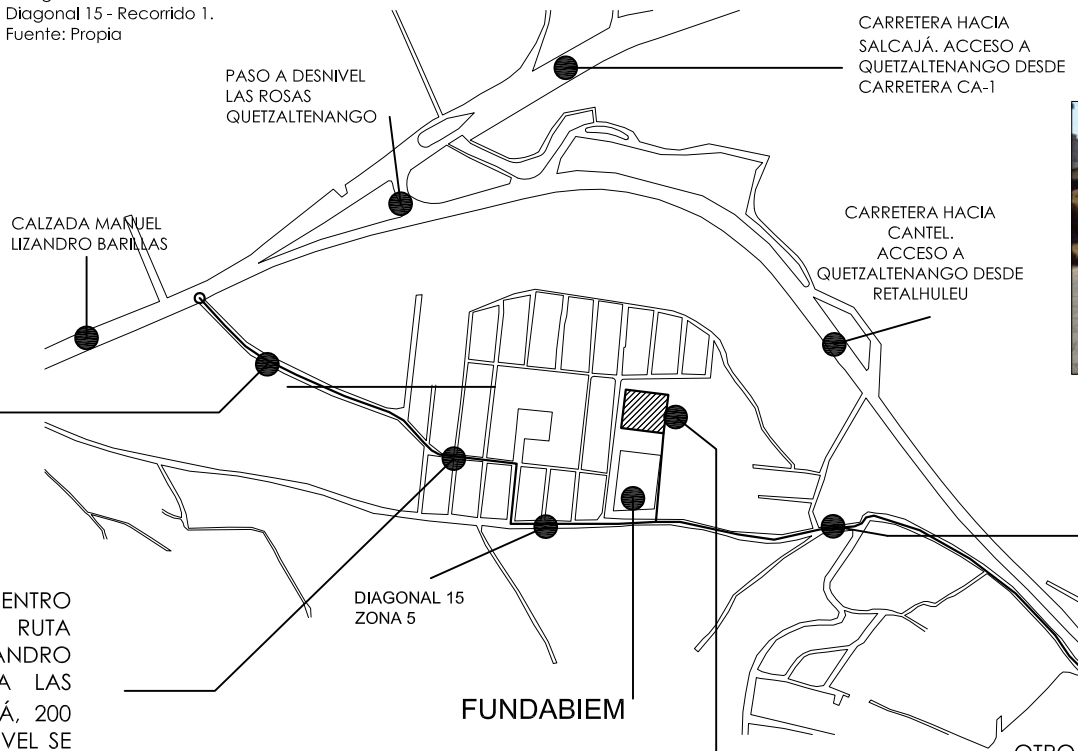 Diagonal 15 - Recorrido 1.
Fuente: Propia
CARRETERA HACIA
SALCAJÁ. ACCESO A
QUETZALTENANGO DESDE
CARRETERA CA-1
PASO A DESNIVEL
LAS ROSAS
QUETZALTENANGO
CALZADA MANUEL
LIZANDRO BARILLAS
CARRETERA HACIA
CANTEL.
ACCESO A
QUETZALTENANGO DESDE
RETALHULEU
DIAGONAL 15
ZONA 5
FUNDABIEM
ENTRO
RUTA
ANDRO
A LAS
Á, 200
IVEL SE